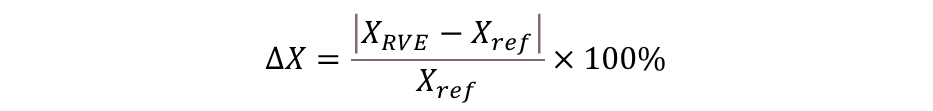 ΔX = |X_RVE − X_ref| / X_ref × 100%